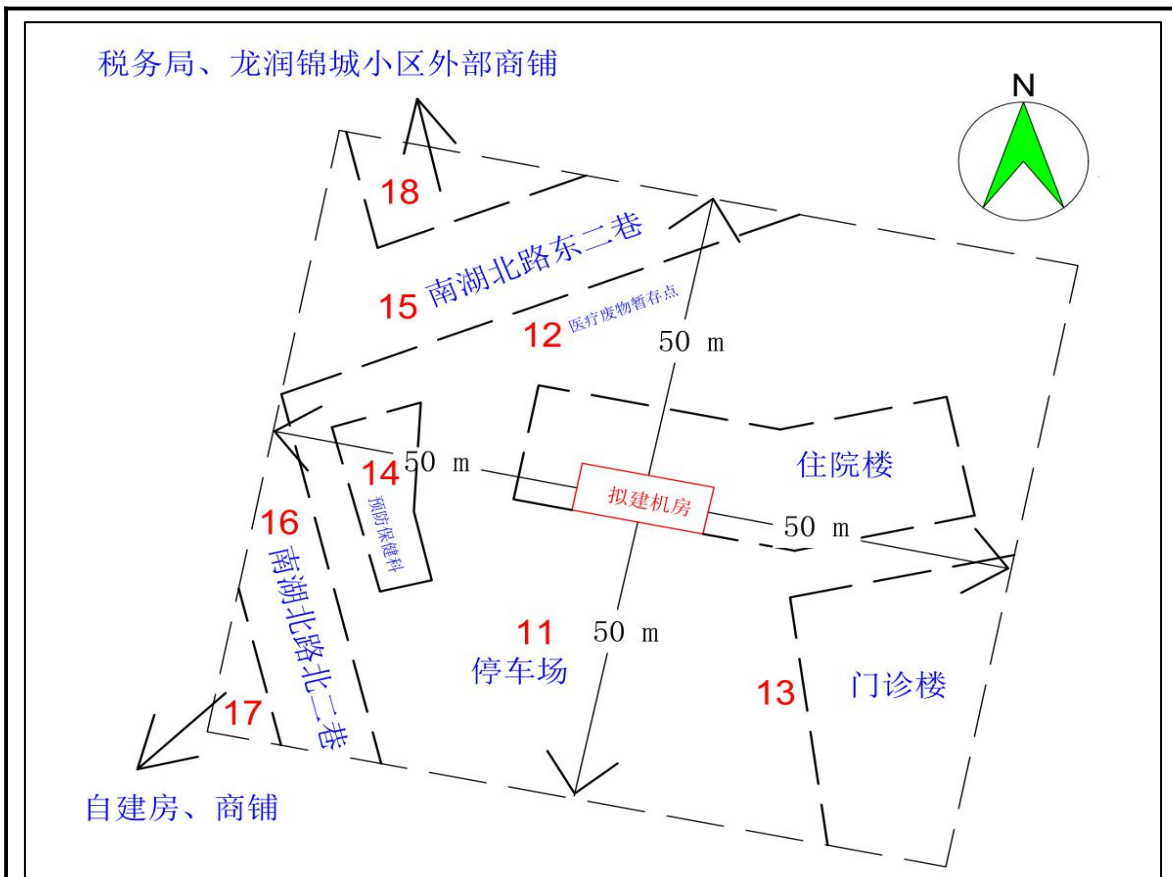 税务局、龙润锦城小区外部商铺
N
18
南湖北路东二巷
15
12
医疗废物暂存点
50 m
14
50 m
住院楼
拟建机房
预防保健科
16
50 m
南湖北路北二巷
11
50 m
停车场
13
门诊楼
17
自建房、商铺